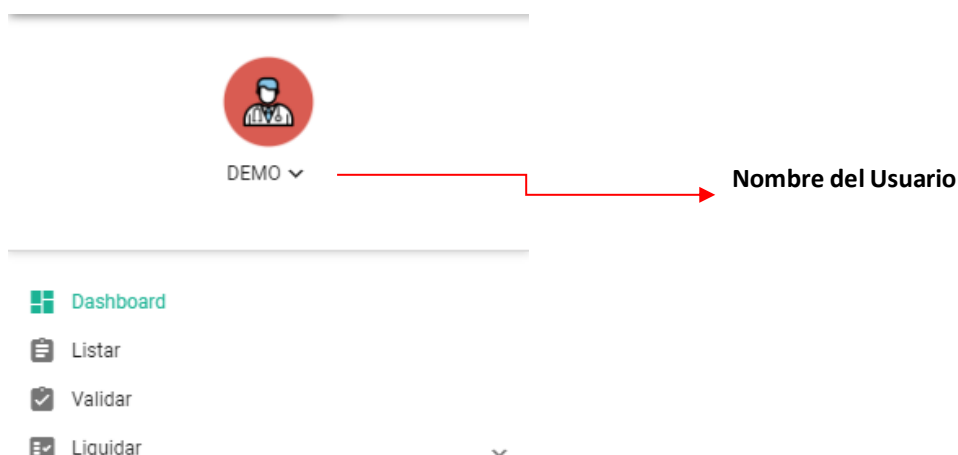 DEMO
Nombre del Usuario
Dashboard
Listar
Validar
Liquidar